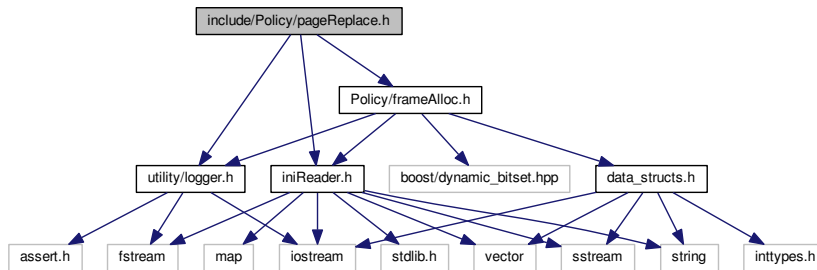 include/Policy/pageReplace.h
Policy/frameAlloc.h
utility/logger.h
iniReader.h
boost/dynamic_bitset.hpp
data_structs.h
assert.h
fstream
map
iostream
stdlib.h
vector
sstream
string
inttypes.h